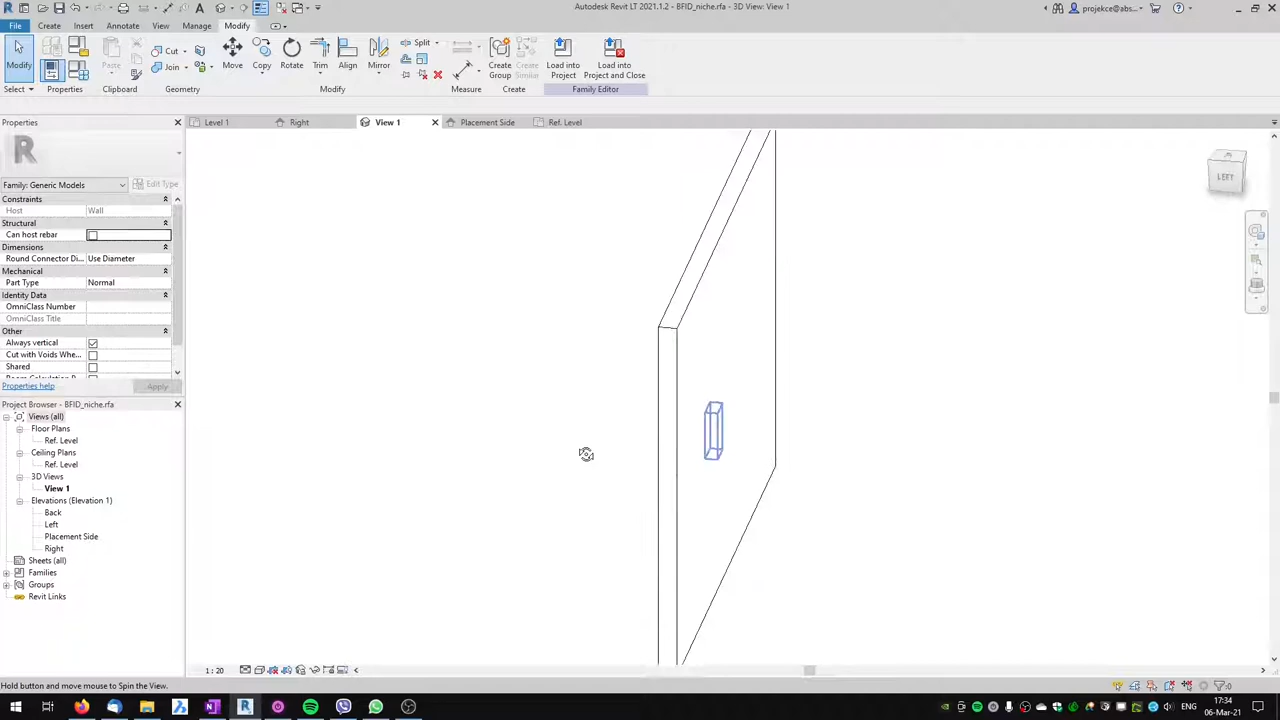 Autodesk Revit LT 2021.1.2 - BFID_niche.rfa - 3D View: View 1
projekce@abs...
File Create Insert Annotate View Manage Modify
Modify
Paste
Cut
Join
Move
Copy
Rotate
Trim
Align
Mirror
Split
Create Group
Create Similar
Load into Project
Load into Project and Close
Select Properties Clipboard Geometry Modify Measure Create Family Editor
Properties
Level 1 Right View 1 Placement Side Ref. Level
Family: Generic Models
Edit Type
Constraints
Host Wall
Structural
Can host rebar
Dimensions
Round Connector Di... Use Diameter
Mechanical
Part Type Normal
Identity Data
OmniClass Number
OmniClass Title
Other
Always vertical
Cut with Voids Whe...
Shared
Properties help
Apply
LEFT
Project Browser - BFID_niche.rfa
Views (all)
Floor Plans
Ref. Level
Ceiling Plans
Ref. Level
3D Views
View 1
Elevations (Elevation 1)
Back
Left
Placement Side
Right
Sheets (all)
Families
Groups
Revit Links
1 : 20
Hold button and move mouse to Spin the View.
:0
ENG
17:34
06-Mar-21